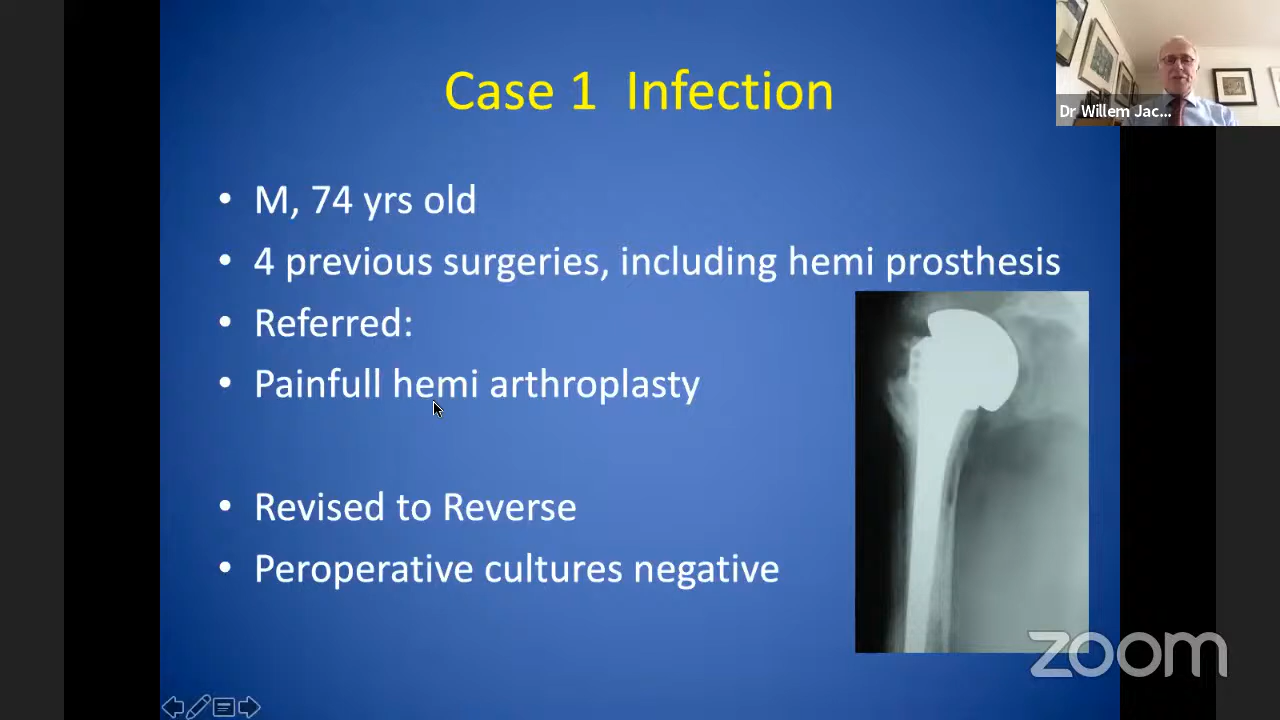 Case 1 Infection
Dr Willem Jac...
• M, 74 yrs old
• 4 previous surgeries, including hemi prosthesis
• Referred:
• Painfull hemi arthroplasty
• Revised to Reverse
• Peroperative cultures negative
zoom